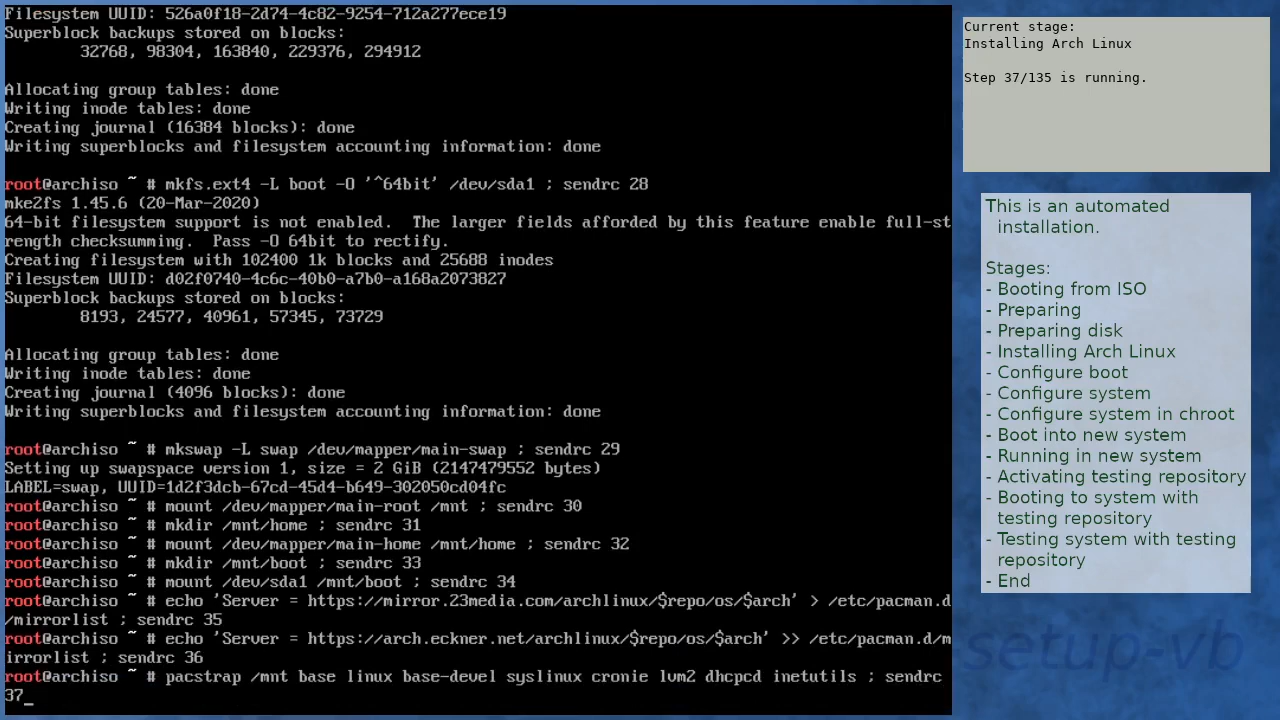 Filesystem UUID: 526a0f18-2d74-4c82-9254-712a277ece19
Superblock backups stored on blocks:
        32768, 98304, 163840, 229376, 294912

Allocating group tables: done
Writing inode tables: done
Creating journal (16384 blocks): done
Writing superblocks and filesystem accounting information: done

root@archiso ~ # mkfs.ext4 -L boot -O '^64bit' /dev/sda1 ; sendrc 28
mke2fs 1.45.6 (20-Mar-2020)
64-bit filesystem support is not enabled.  The larger fields afforded by this feature enable full-st
rength checksumming.  Pass -O 64bit to rectify.
Creating filesystem with 102400 1k blocks and 25688 inodes
Filesystem UUID: d02f0740-4c6c-40b0-a7b0-a168a2073827
Superblock backups stored on blocks:
        8193, 24577, 40961, 57345, 73729

Allocating group tables: done
Writing inode tables: done
Creating journal (4096 blocks): done
Writing superblocks and filesystem accounting information: done

root@archiso ~ # mkswap -L swap /dev/mapper/main-swap ; sendrc 29
Setting up swapspace version 1, size = 2 GiB (2147479552 bytes)
LABEL=swap, UUID=1d2f3dcb-67cd-45d4-b649-302050cd04fc
root@archiso ~ # mount /dev/mapper/main-root /mnt ; sendrc 30
root@archiso ~ # mkdir /mnt/home ; sendrc 31
root@archiso ~ # mount /dev/mapper/main-home /mnt/home ; sendrc 32
root@archiso ~ # mkdir /mnt/boot ; sendrc 33
root@archiso ~ # mount /dev/sda1 /mnt/boot ; sendrc 34
root@archiso ~ # echo 'Server = https://mirror.23media.com/archlinux/$repo/os/$arch' > /etc/pacman.d
/mirrorlist ; sendrc 35
root@archiso ~ # echo 'Server = https://arch.eckner.net/archlinux/$repo/os/$arch' >> /etc/pacman.d/m
irrorlist ; sendrc 36
root@archiso ~ # pacstrap /mnt base linux base-devel syslinux cronie lvm2 dhcpcd inetutils ; sendrc
37_
Current stage:
Installing Arch Linux

Step 37/135 is running.
This is an automated
installation.

Stages:
- Booting from ISO
- Preparing
- Preparing disk
- Installing Arch Linux
- Configure boot
- Configure system
- Configure system in chroot
- Boot into new system
- Running in new system
- Activating testing repository
- Booting to system with
testing repository
- Testing system with testing
repository
- End
setup-vb